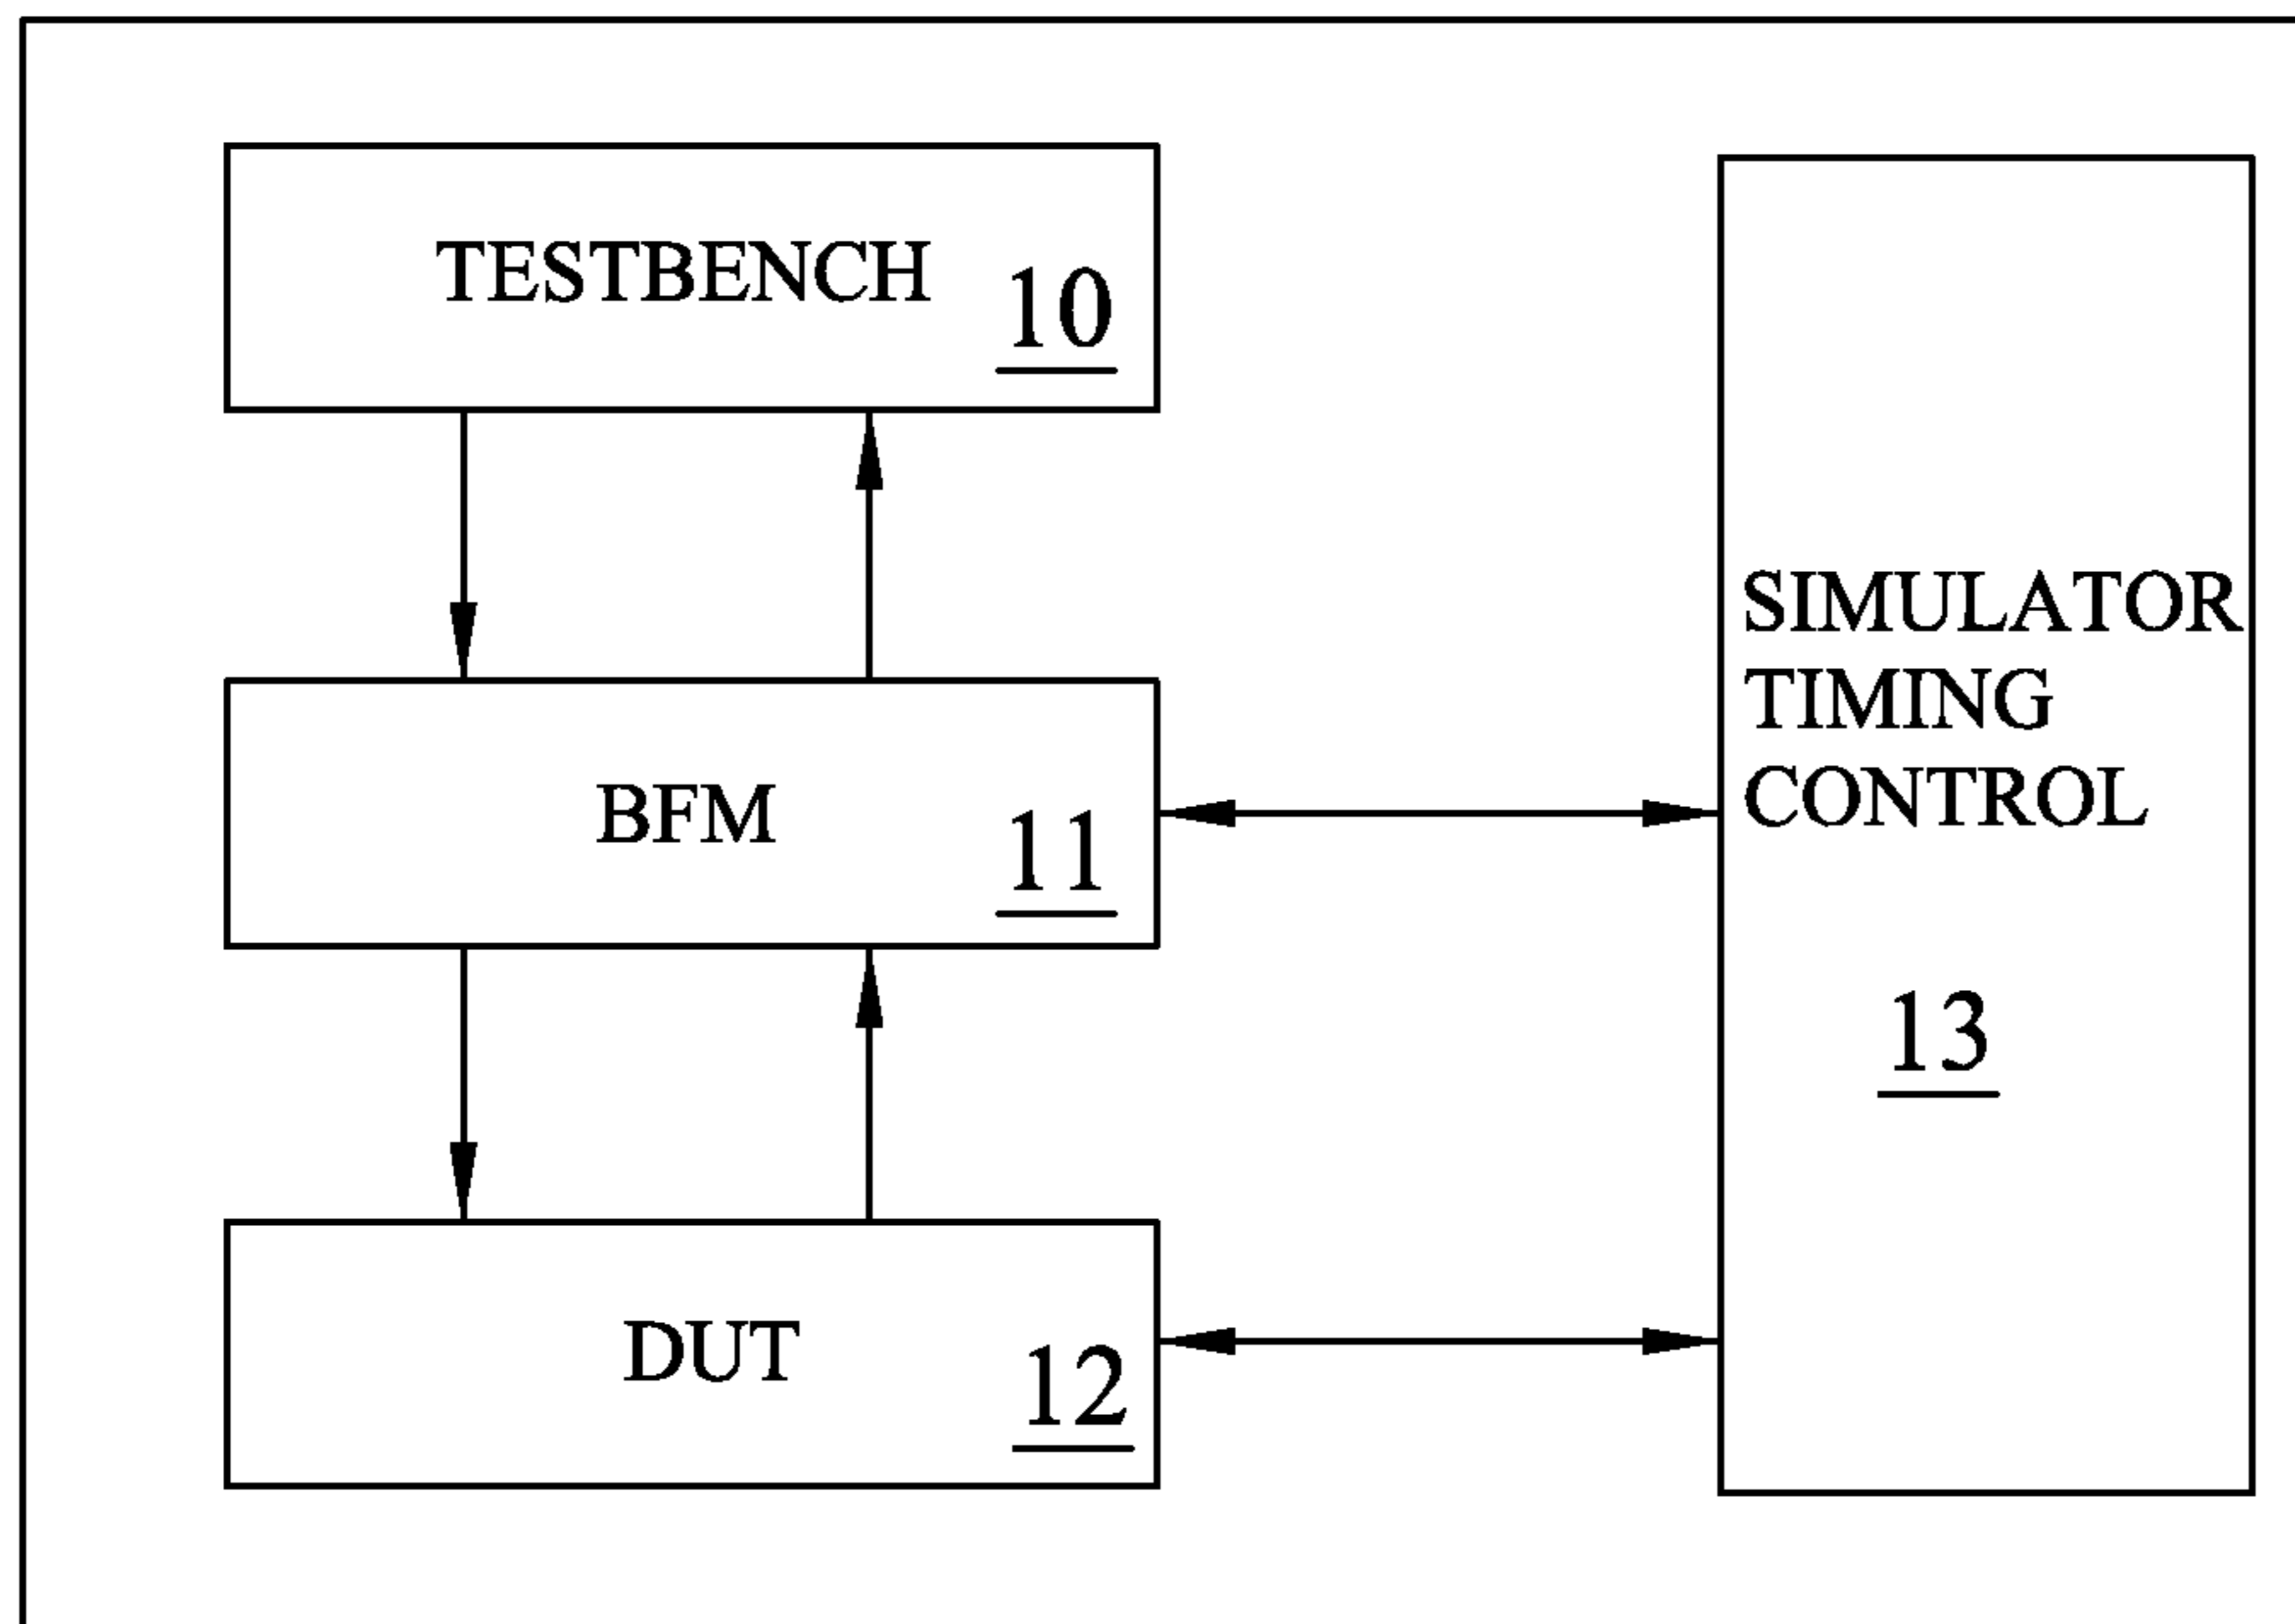 TESTBENCH
10
BFM
11
DUT
12
SIMULATOR
TIMING
CONTROL
13